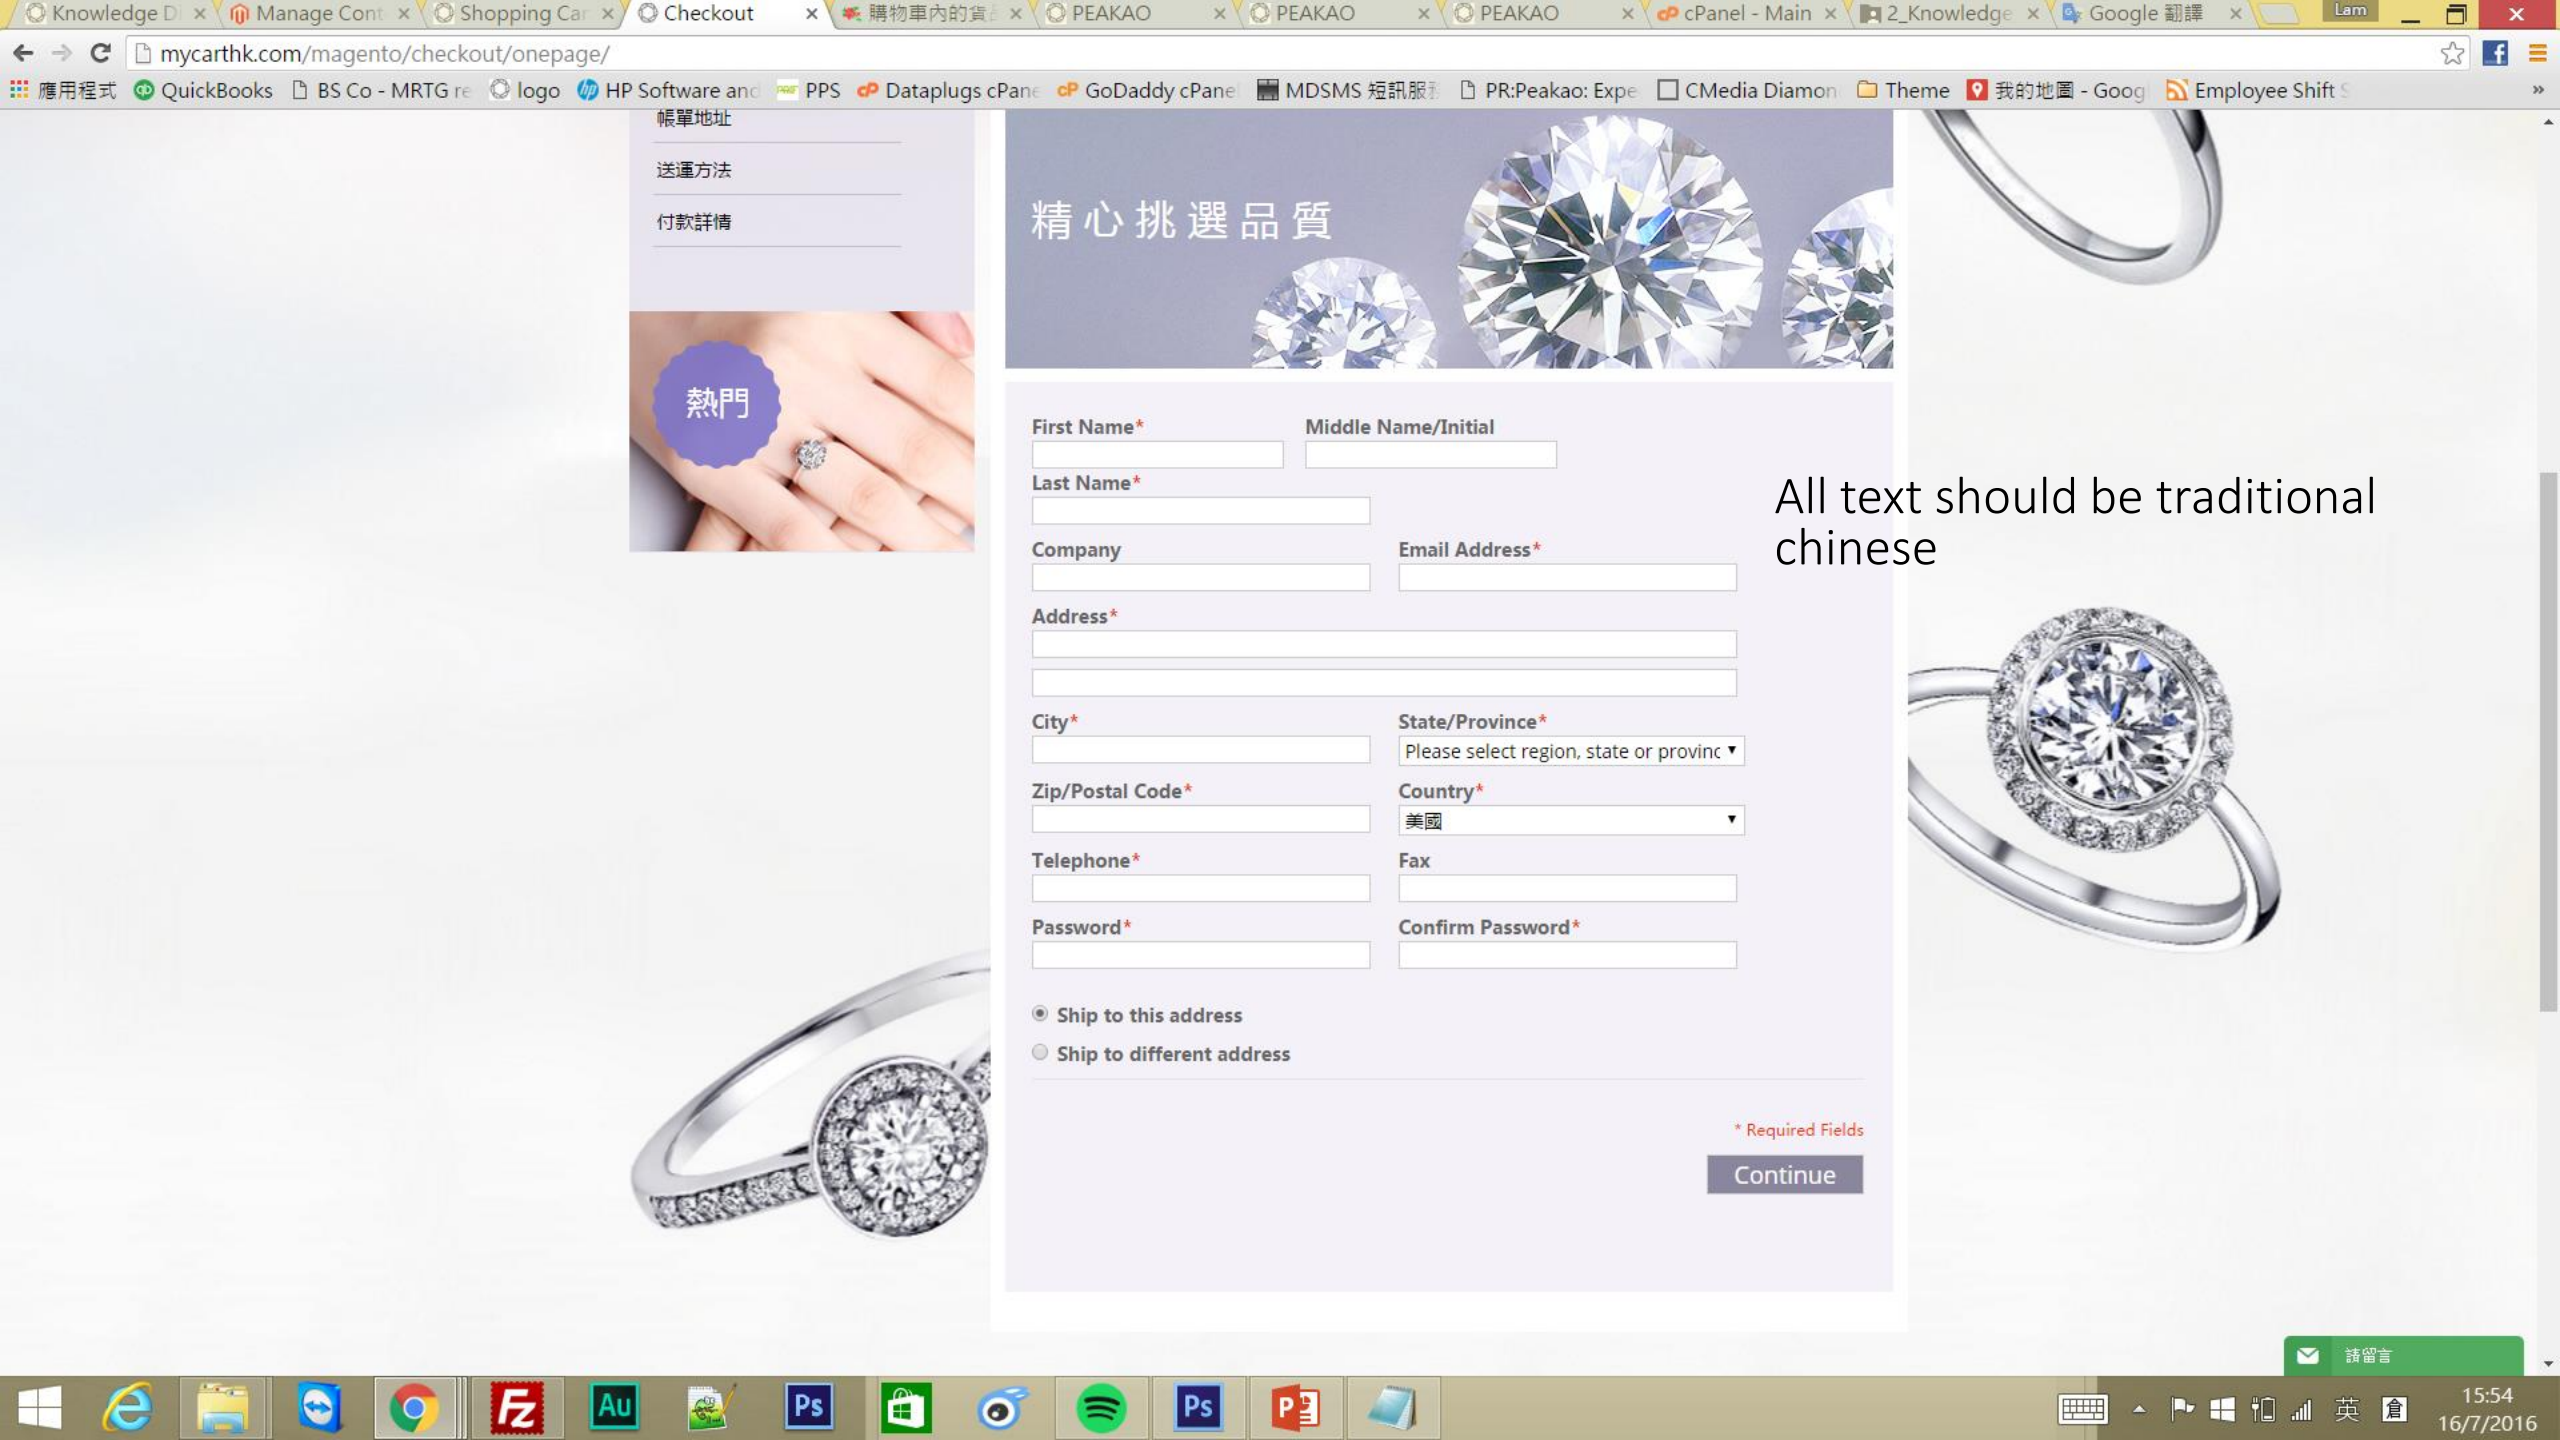 Knowledge D
Manage Cont
Shopping Car
Checkout
購物車內的貨
PEAKAO
PEAKAO
PEAKAO
cPanel - Main
2_Knowledge
Google 翻譯
Lam
mycarthk.com/magento/checkout/onepage/
應用程式
QuickBooks
BS Co - MRTG re
logo
HP Software and
PPS
Dataplugs cPane
GoDaddy cPanel
MDSMS 短訊服務
PR:Peakao: Expe
CMedia Diamon
Theme
我的地圖 - Goog
Employee Shift S
帳單地址
送運方法
付款詳情
熱門
精心挑選品質
First Name* Middle Name/Initial
Last Name*
Company Email Address*
Address*
City* State/Province*
Please select region, state or provinc
Zip/Postal Code* Country*
美國
Telephone* Fax
Password* Confirm Password*
Ship to this address
Ship to different address
* Required Fields
Continue
All text should be traditional
chinese
請留言
Au
Ps
Ps
英
倉
15:54
16/7/2016